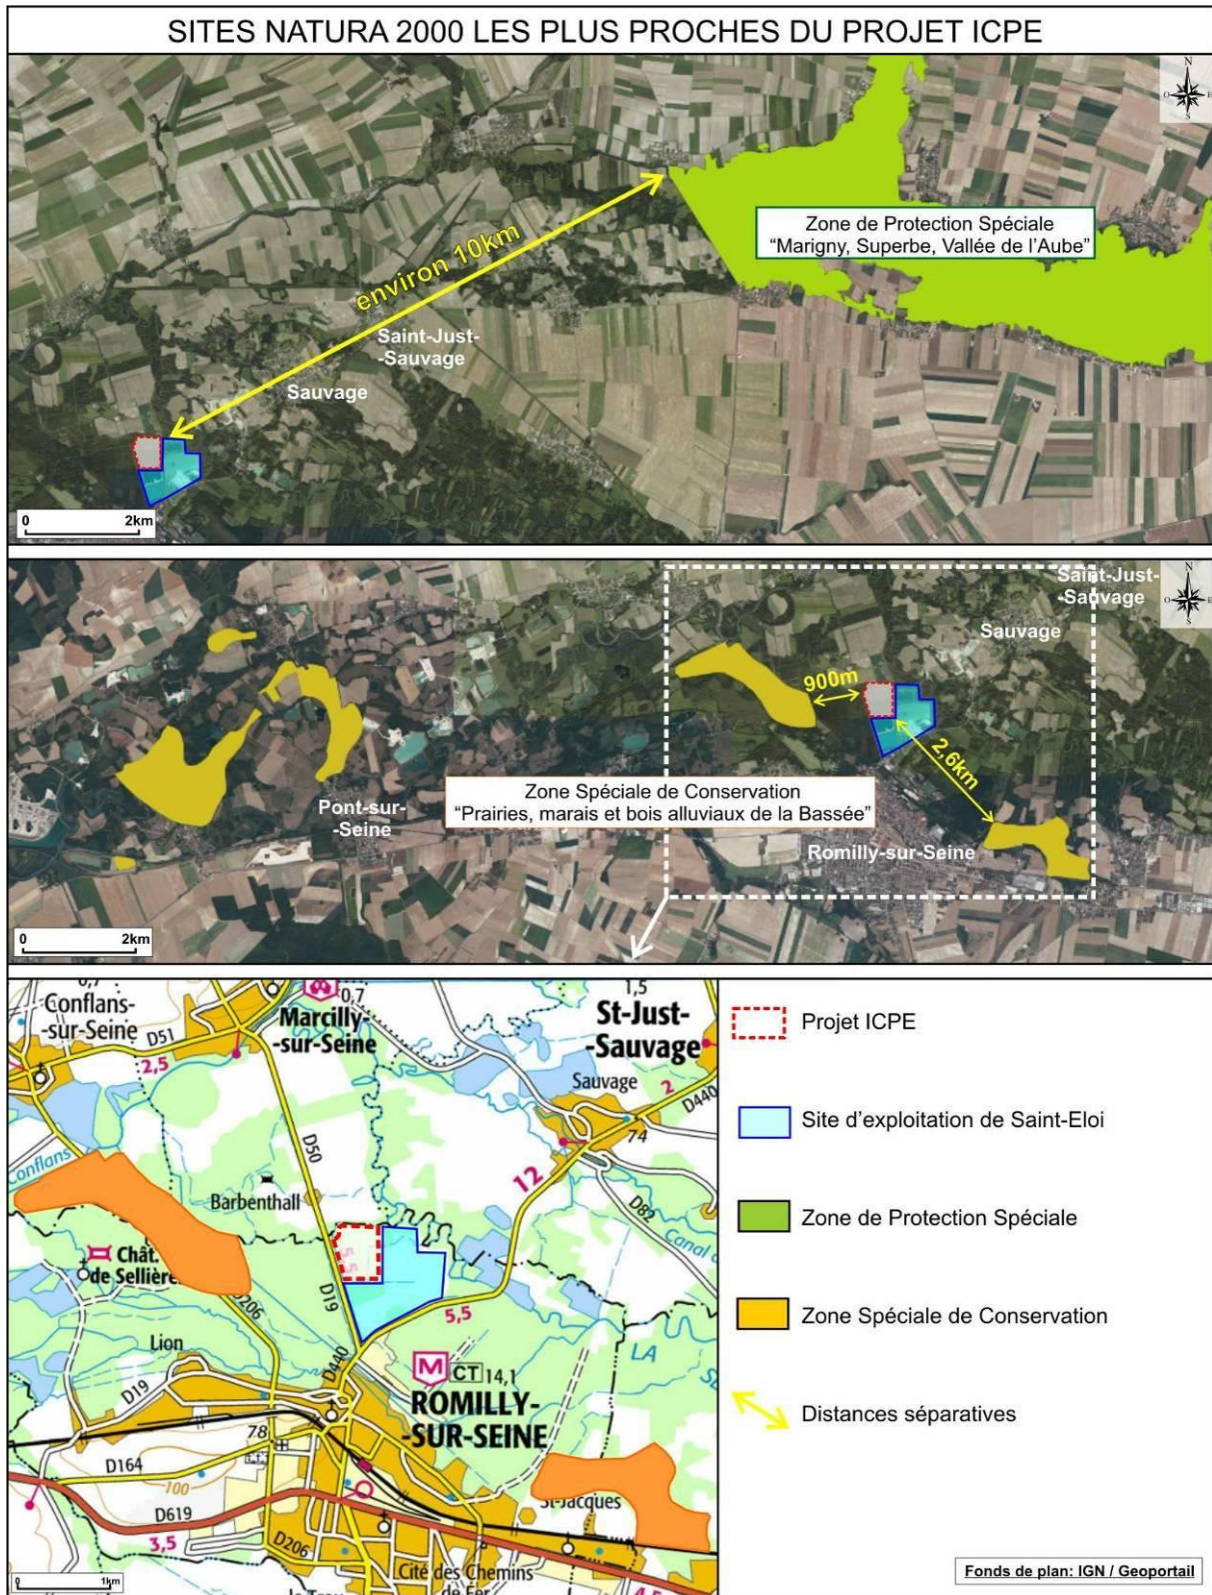 SITES NATURA 2000 LES PLUS PROCHES DU PROJET ICPE
N
O
E
S
Zone de Protection Spéciale
“Marigny, Superbe, Vallée de l’Aube”
environ 10km
Saint-Just-
-Sauvage
Sauvage
0
2km
Saint-Just-
-Sauvage
N
O
E
S
Sauvage
900m
2,6km
Zone Spéciale de Conservation
“Prairies, marais et bois alluviaux de la Bassée”
Pont-sur-
-Seine
Romilly-sur-Seine
0
2km
Conflans-
-sur-Seine
D51
2,5
Marcilly-
-sur-Seine
0,7
1,5
St-Just-
-Sauvage
Sauvage
2
D440
74
12
D50
Conflans
Barbenthall
D82
Canal
Chât.
de Sellière
D206
D19
5,5
5,5
Lion
D19
D440
M
CT
14,1
LA
ROMILLY-
-SUR-SEINE
78
D164
100
D619
3,5
D206
St-Jacques
Cité des Chemins
de Fer
4,5
0
1km
Projet ICPE
Site d’exploitation de Saint-Eloi
Zone de Protection Spéciale
Zone Spéciale de Conservation
Distances séparatives
Fonds de plan: IGN / Geoportail